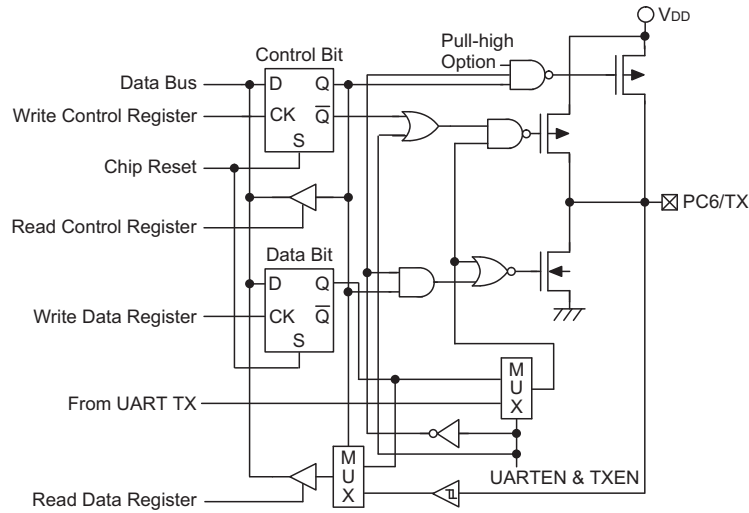 VDD
Control Bit
Pull-high
Option
Data Bus
D
Q
Write Control Register
CK
Q
S
Chip Reset
Read Control Register
PC6/TX
Data Bit
D
Q
Write Data Register
CK
Q
S
From UART TX
M
U
X
M
U
X
UARTEN & TXEN
Read Data Register